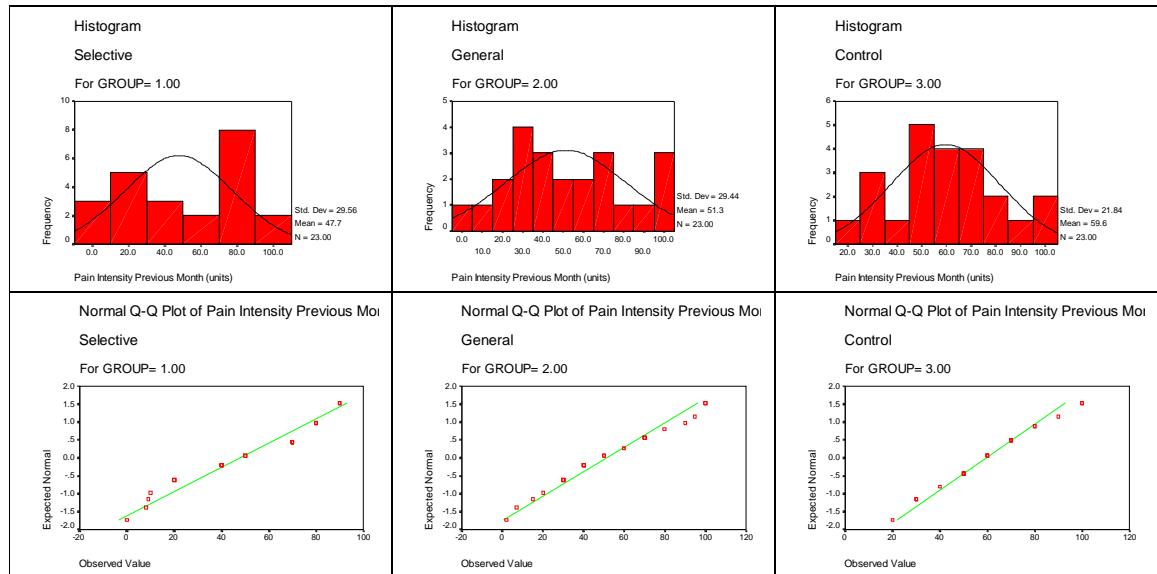 Histogram
Selective
For GROUP= 1.00
10
8
6
4
2
0
Frequency
0.0 20.0 40.0 60.0 80.0 100.0
Std. Dev = 29.56
Mean = 47.7
N = 23.00
Pain Intensity Previous Month (units)
Histogram
General
For GROUP= 2.00
5
4
3
2
1
0
Frequency
0.0 20.0 40.0 60.0 80.0 100.0
10.0 30.0 50.0 70.0 90.0
Std. Dev = 29.44
Mean = 51.3
N = 23.00
Pain Intensity Previous Month (units)
Histogram
Control
For GROUP= 3.00
6
5
4
3
2
1
0
Frequency
20.0 30.0 40.0 50.0 60.0 70.0 80.0 90.0 100.0
Std. Dev = 21.84
Mean = 59.6
N = 23.00
Pain Intensity Previous Month (units)
Normal Q-Q Plot of Pain Intensity Previous Mo
Selective
For GROUP= 1.00
2.0
1.5
1.0
.5
0.0
-.5
-1.0
-1.5
-2.0
Expected Normal
-20 0 20 40 60 80 100
Observed Value
Normal Q-Q Plot of Pain Intensity Previous Mo
General
For GROUP= 2.00
2.0
1.5
1.0
.5
0.0
-.5
-1.0
-1.5
-2.0
Expected Normal
-20 0 20 40 60 80 100 120
Observed Value
Normal Q-Q Plot of Pain Intensity Previous Mo
Control
For GROUP= 3.00
2.0
1.5
1.0
.5
0.0
-.5
-1.0
-1.5
-2.0
Expected Normal
0 20 40 60 80 100 120
Observed Value